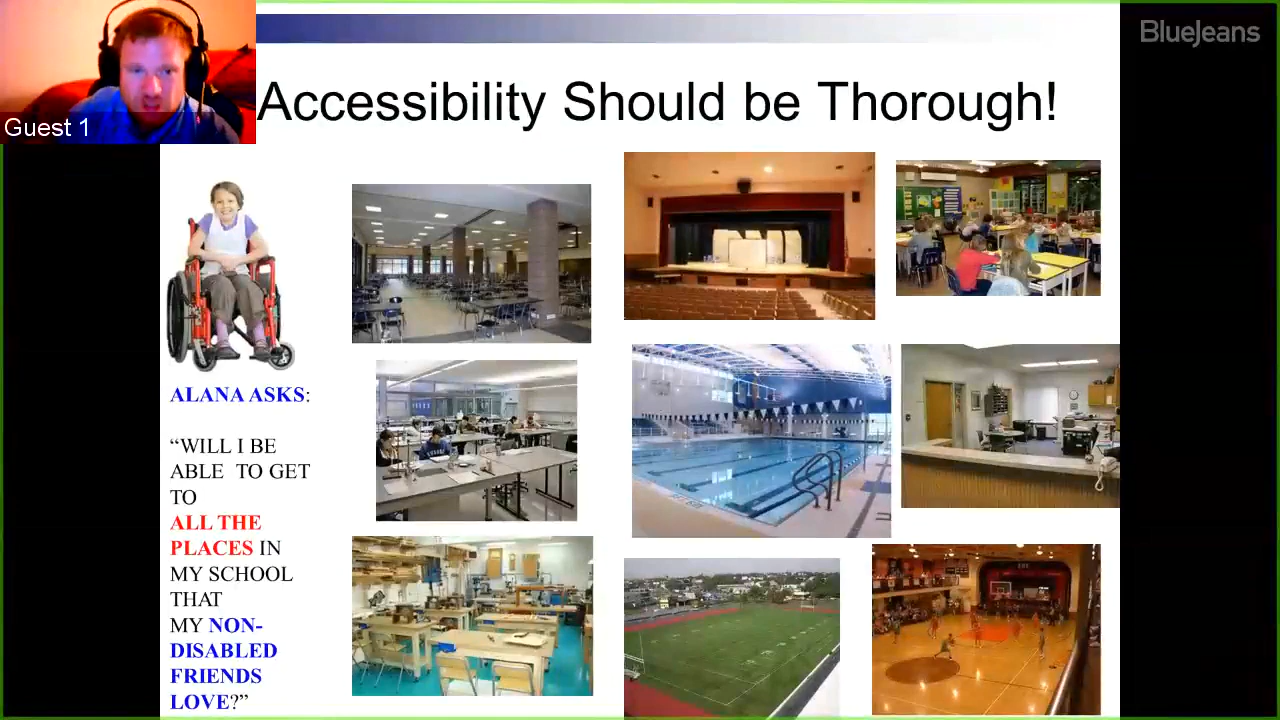 BlueJeans
Guest 1
Accessibility Should be Thorough!
ALANA ASKS:
“WILL I BE
ABLE TO GET
TO
ALL THE
PLACES IN
MY SCHOOL
THAT
MY NON-
DISABLED
FRIENDS
LOVE?”